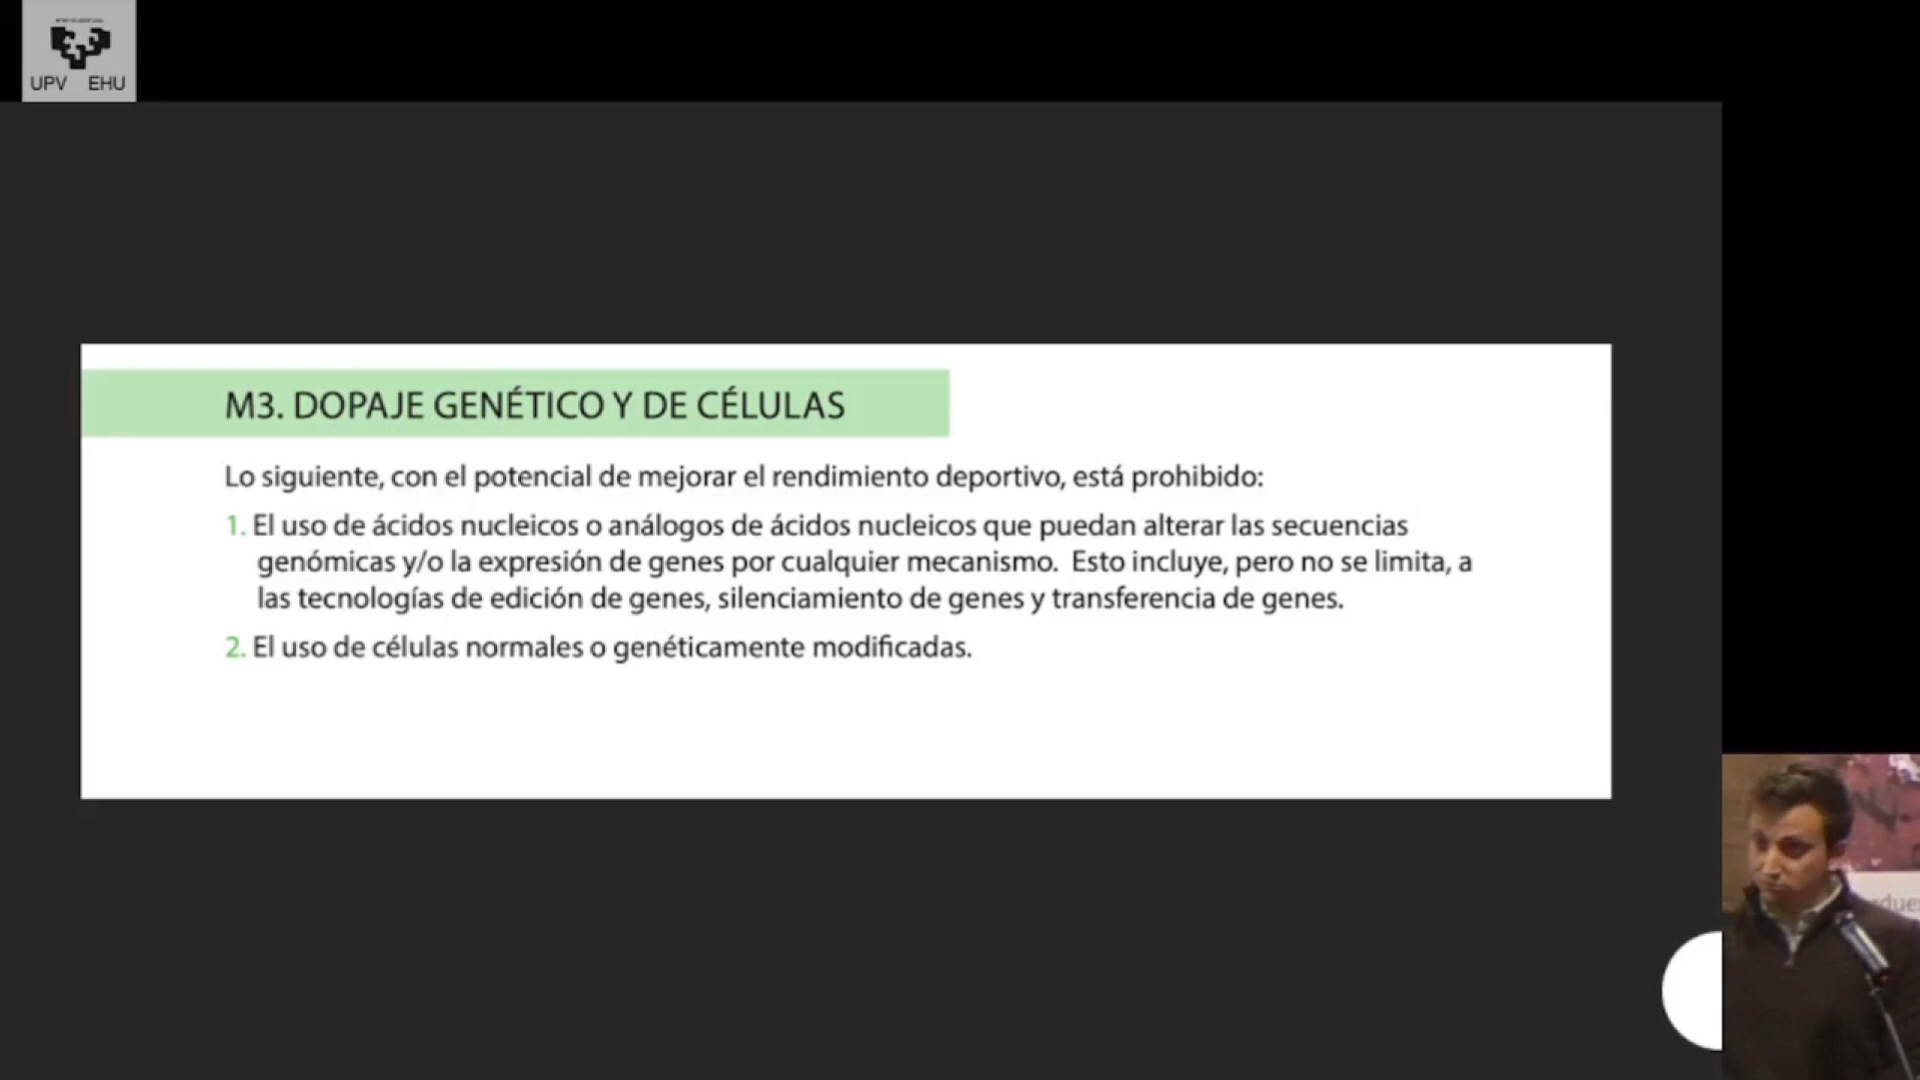 UPV EHU
M3. DOPAJE GENÉTICO Y DE CÉLULAS
Lo siguiente, con el potencial de mejorar el rendimiento deportivo, está prohibido:
1. El uso de ácidos nucleicos o análogos de ácidos nucleicos que puedan alterar las secuencias
genómicas y/o la expresión de genes por cualquier mecanismo. Esto incluye, pero no se limita, a
las tecnologías de edición de genes, silenciamiento de genes y transferencia de genes.
2. El uso de células normales o genéticamente modificadas.